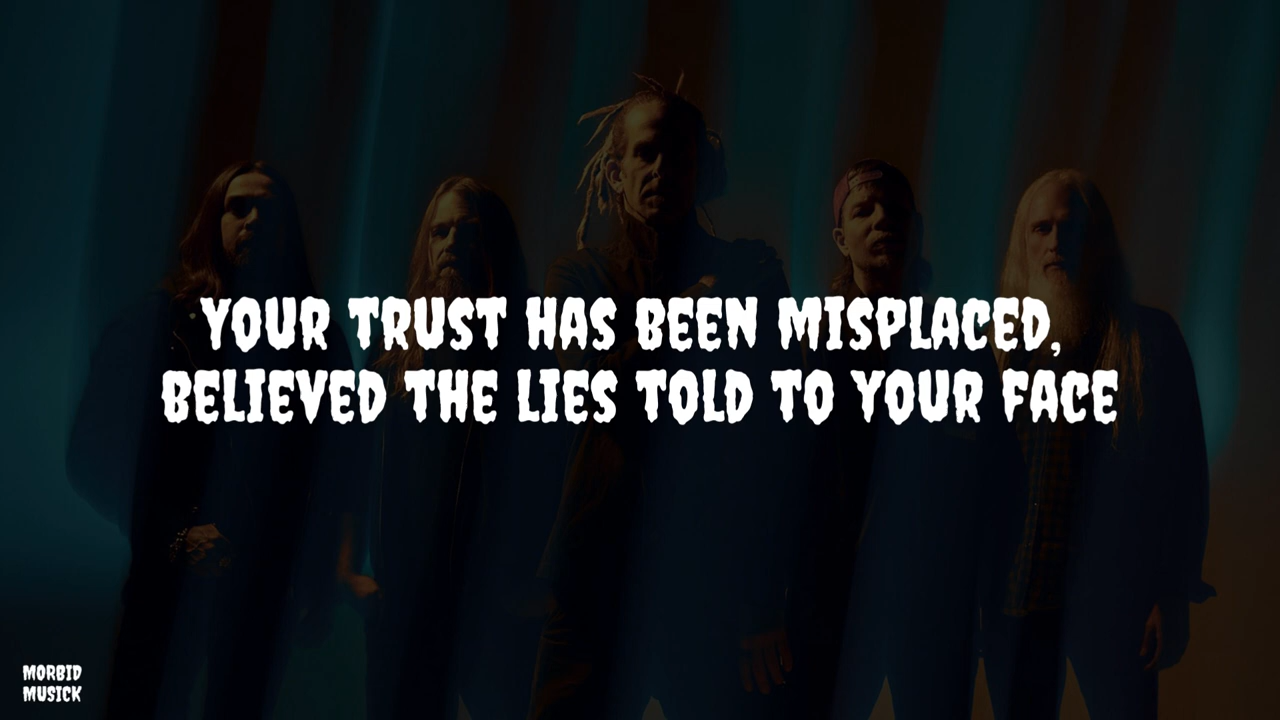 YOUR TRUST HAS BEEN MISPLACED,
BELIEVED THE LIES TOLD TO YOUR FACE
MORBID
MUSICK